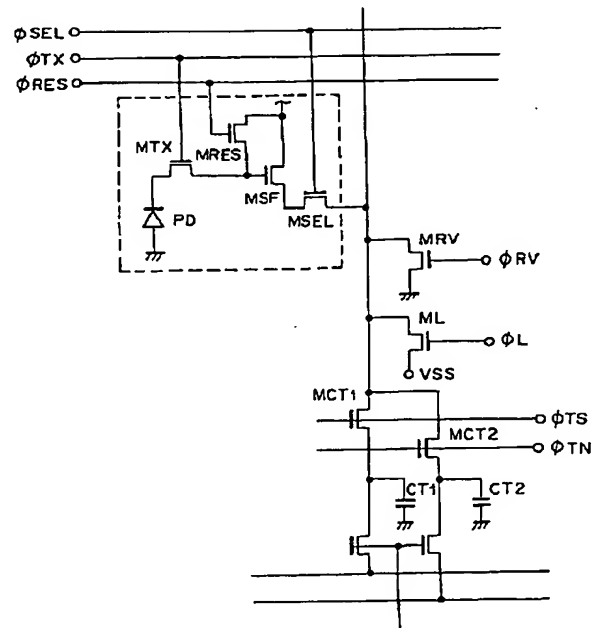 φSEL
φTX
φRES
MTX
MRES
MSF
MSEL
PD
MRV
φRV
ML
φL
VSS
MCT1
φTS
MCT2
φTN
CT1
CT2